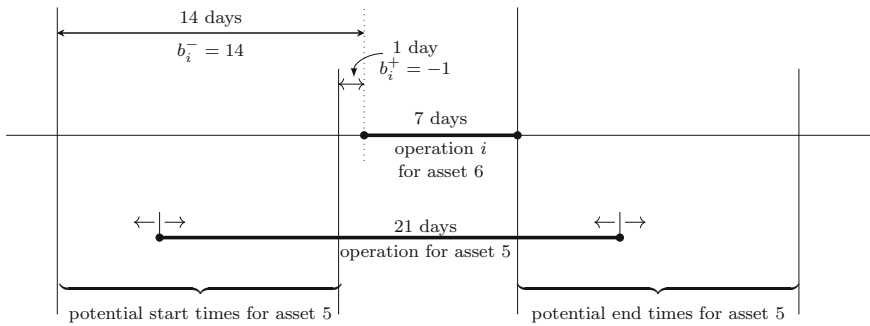 14 days
b_i^- = 14
1 day
b_i^+ = −1
7 days
operation i
for asset 6
21 days
operation for asset 5
potential start times for asset 5
potential end times for asset 5